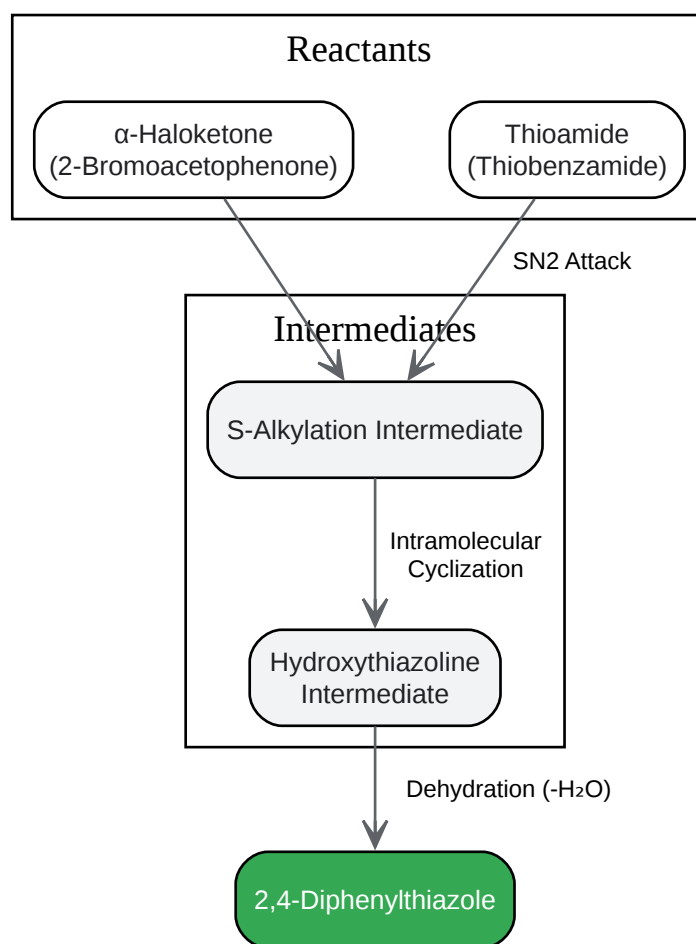 Reactants
α-Haloketone
(2-Bromoacetophenone)
Thioamide
(Thiobenzamide)
SN2 Attack
Intermediates
S-Alkylation Intermediate
Intramolecular
Cyclization
Hydroxythiazoline
Intermediate
Dehydration (-H₂O)
2,4-Diphenylthiazole